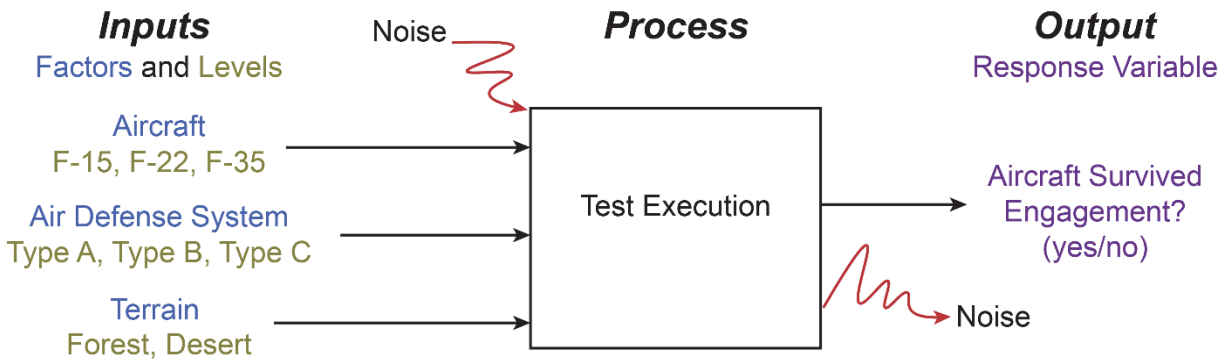 Inputs
Factors and Levels
Noise
Process
Output
Response Variable
Aircraft
F-15, F-22, F-35
Air Defense System
Type A, Type B, Type C
Terrain
Forest, Desert
Test Execution
Aircraft Survived
Engagement?
(yes/no)
Noise